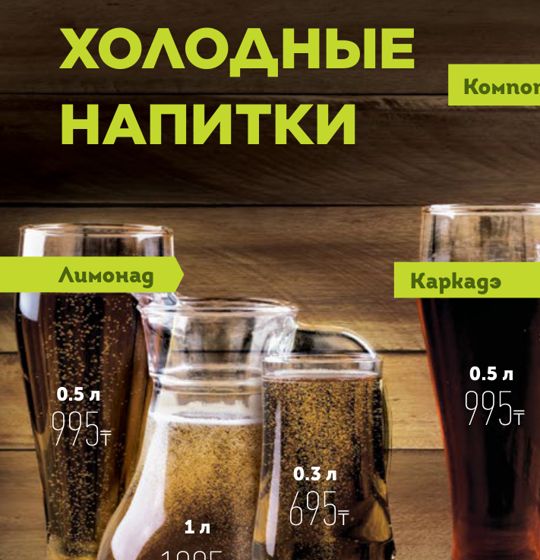 ХОЛОДНЫЕ
НАПИТКИ
Лимонад
Каркадэ
0.5 л
995₸
0.5 л
995₸
0.3 л
695₸
1 л